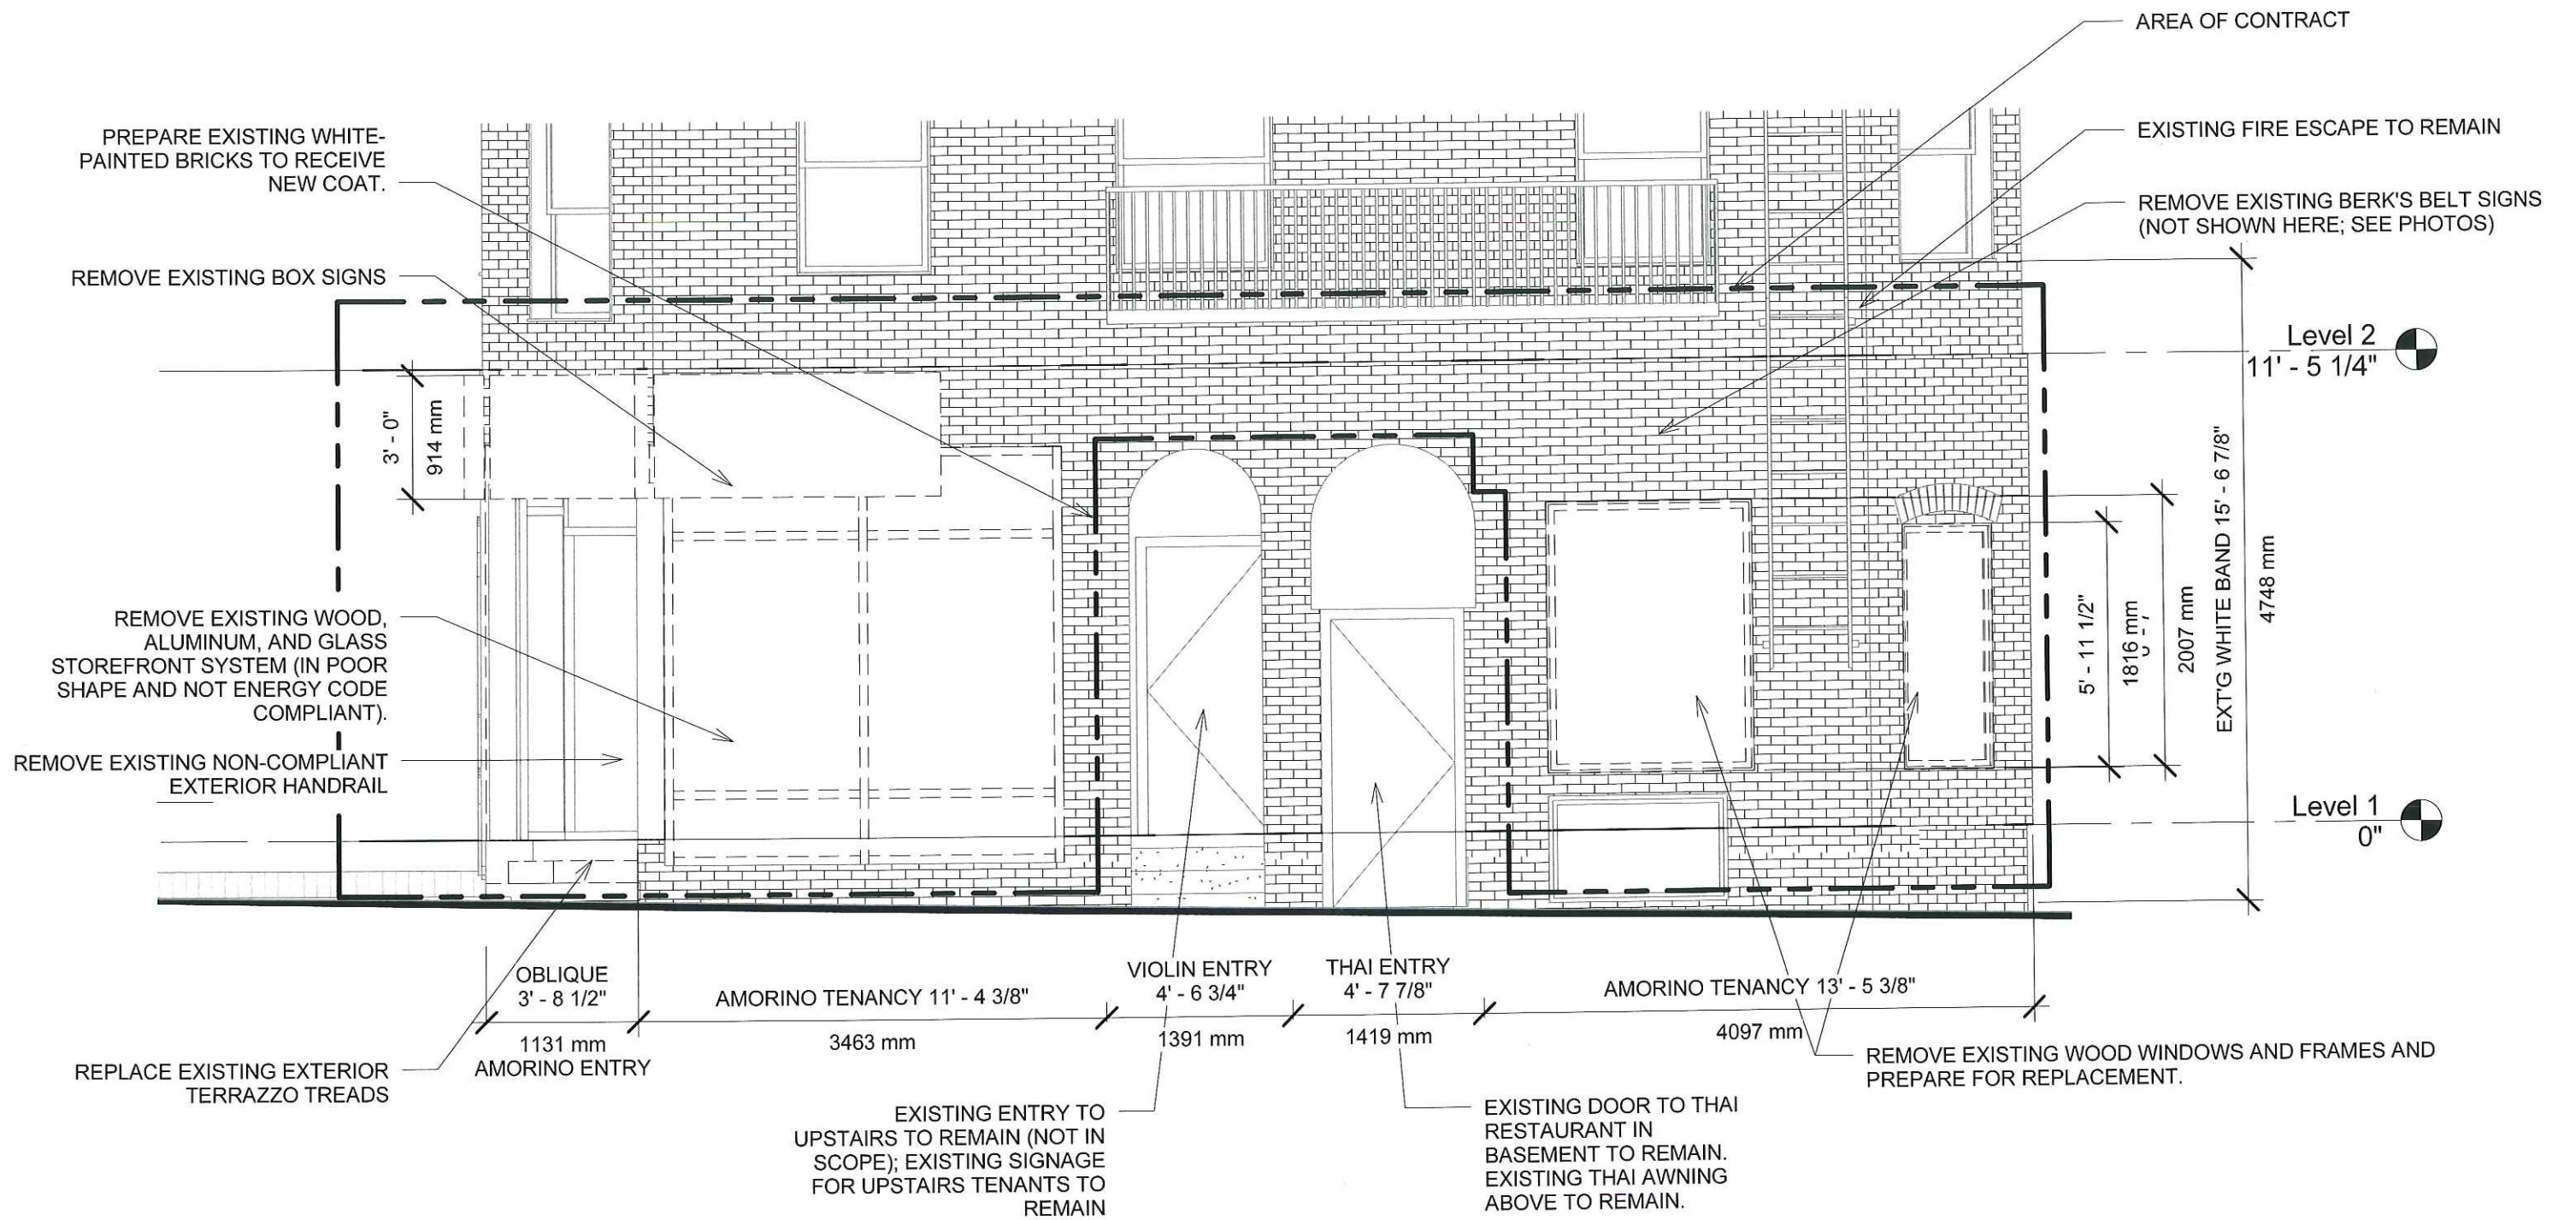 AREA OF CONTRACT
PREPARE EXISTING WHITE-
PAINTED BRICKS TO RECEIVE
NEW COAT.
EXISTING FIRE ESCAPE TO REMAIN
REMOVE EXISTING BERK'S BELT SIGNS
(NOT SHOWN HERE; SEE PHOTOS)
REMOVE EXISTING BOX SIGNS
Level 2
11' - 5 1/4"
3' - 0"
914 mm
EXT'G WHITE BAND 15' - 6 7/8"
4748 mm
5' - 11 1/2"
1816 mm
2007 mm
REMOVE EXISTING WOOD,
ALUMINUM, AND GLASS
STOREFRONT SYSTEM (IN POOR
SHAPE AND NOT ENERGY CODE
COMPLIANT).
REMOVE EXISTING NON-COMPLIANT
EXTERIOR HANDRAIL
Level 1
0"
OBLIQUE
3' - 8 1/2"
1131 mm
AMORINO ENTRY
AMORINO TENANCY 11' - 4 3/8"
3463 mm
VIOLIN ENTRY
4' - 6 3/4"
1391 mm
THAI ENTRY
4' - 7 7/8"
1419 mm
AMORINO TENANCY 13' - 5 3/8"
4097 mm
REPLACE EXISTING EXTERIOR
TERRAZZO TREADS
EXISTING ENTRY TO
UPSTAIRS TO REMAIN (NOT IN
SCOPE); EXISTING SIGNAGE
FOR UPSTAIRS TENANTS TO
REMAIN
EXISTING DOOR TO THAI
RESTAURANT IN
BASEMENT TO REMAIN.
EXISTING THAI AWNING
ABOVE TO REMAIN.
REMOVE EXISTING WOOD WINDOWS AND FRAMES AND
PREPARE FOR REPLACEMENT.